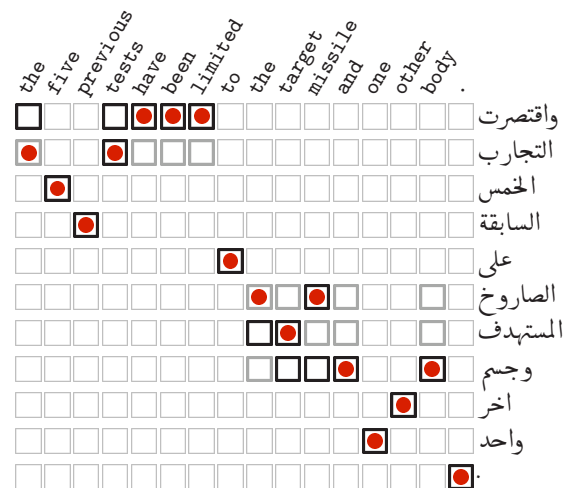 the five previous tests have been limited to the target missile and one other body .
واقتصرت
التجارب
الخمس
السابقة
على
الصاروخ
المستهدف
وجسم
اخر
واحد
.